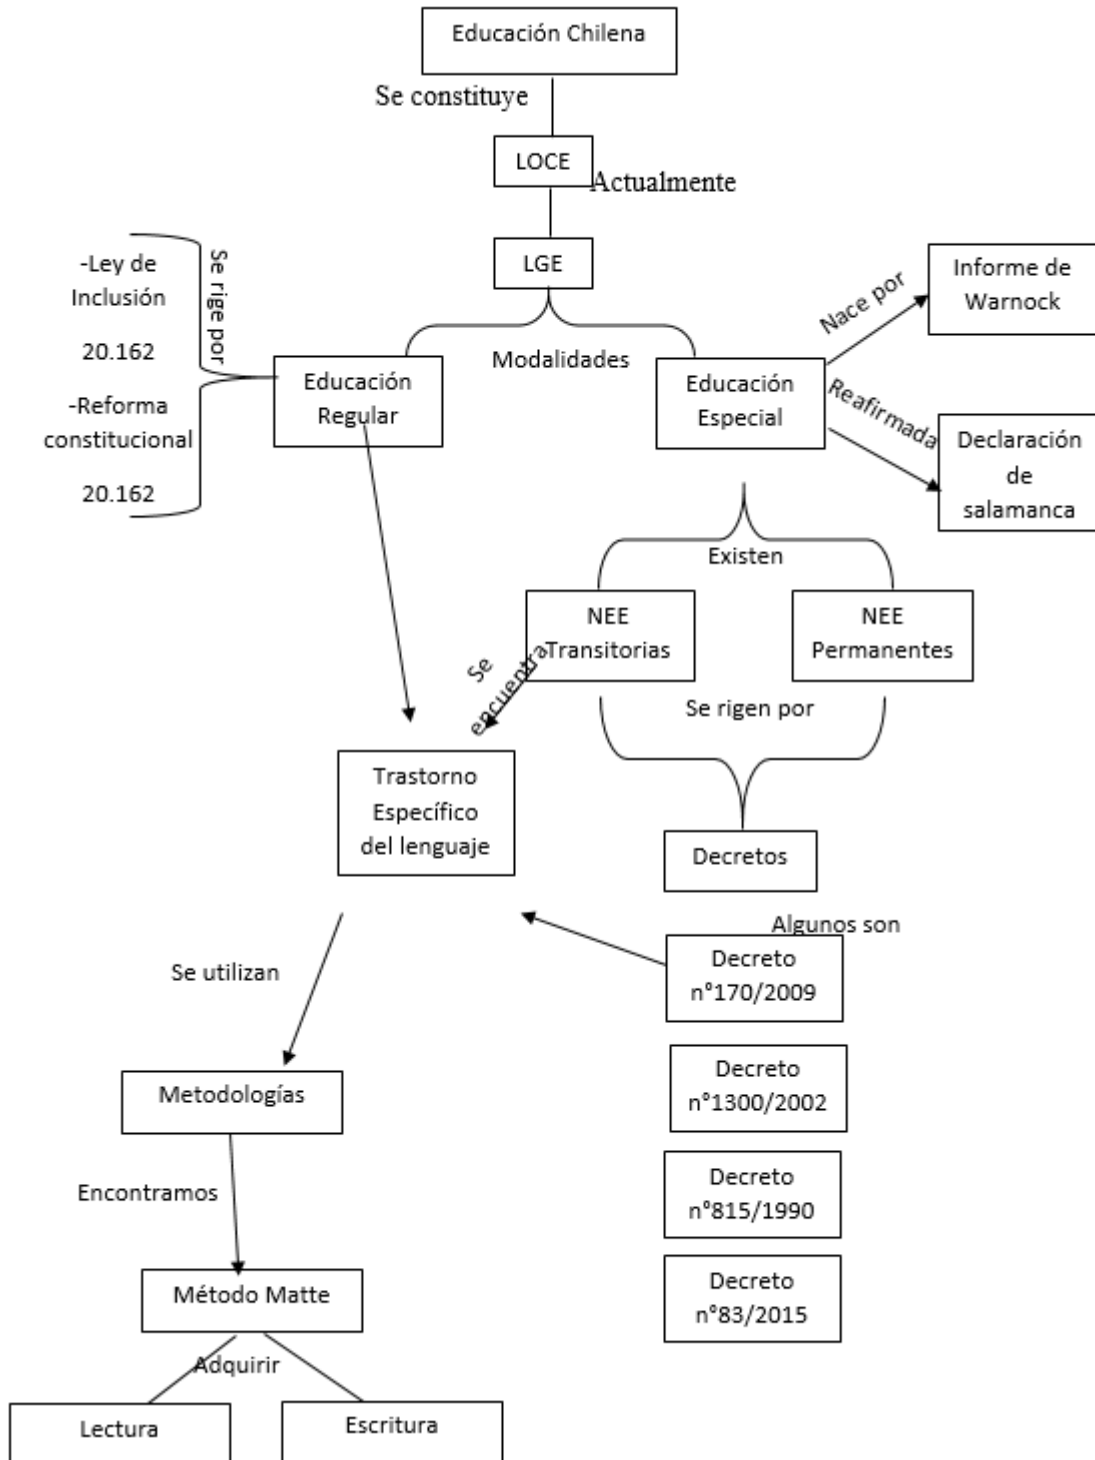 Educación Chilena
Se constituye
LOCE
Actualmente
LGE
-Ley de
Inclusión
20.162
-Reforma
constitucional
20.162
Se rige por
Modalidades
Educación
Regular
Educación
Especial
Nace por
Informe de
Warnock
Reafirmada
Declaración
de
salamanca
Existen
NEE
Transitorias
NEE
Permanentes
Se
encuentra
Se rigen por
Trastorno
Específico
del lenguaje
Decretos
Algunos son
Decreto
n°170/2009
Decreto
n°1300/2002
Decreto
n°815/1990
Decreto
n°83/2015
Se utilizan
Metodologías
Encontramos
Método Matte
Adquirir
Lectura
Escritura